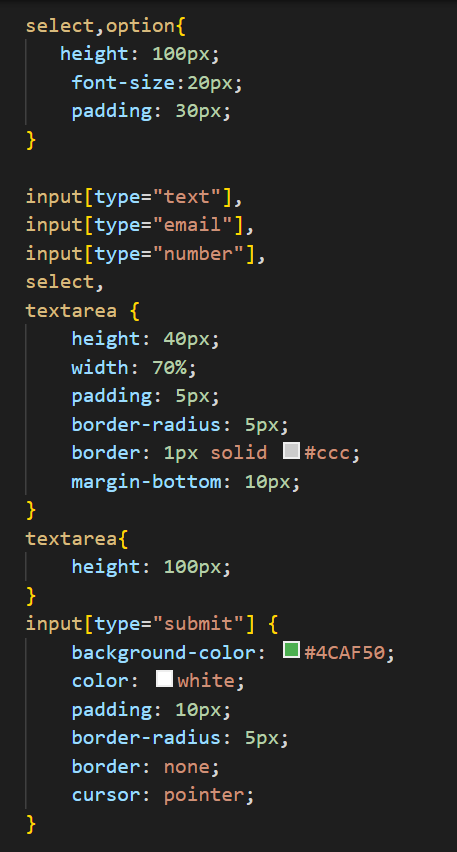 select,option{
   height: 100px;
    font-size:20px;
    padding: 30px;
}

input[type="text"],
input[type="email"],
input[type="number"],
select,
textarea {
    height: 40px;
    width: 70%;
    padding: 5px;
    border-radius: 5px;
    border: 1px solid #ccc;
    margin-bottom: 10px;
}
textarea{
    height: 100px;
}
input[type="submit"] {
    background-color: #4CAF50;
    color: white;
    padding: 10px;
    border-radius: 5px;
    border: none;
    cursor: pointer;
}